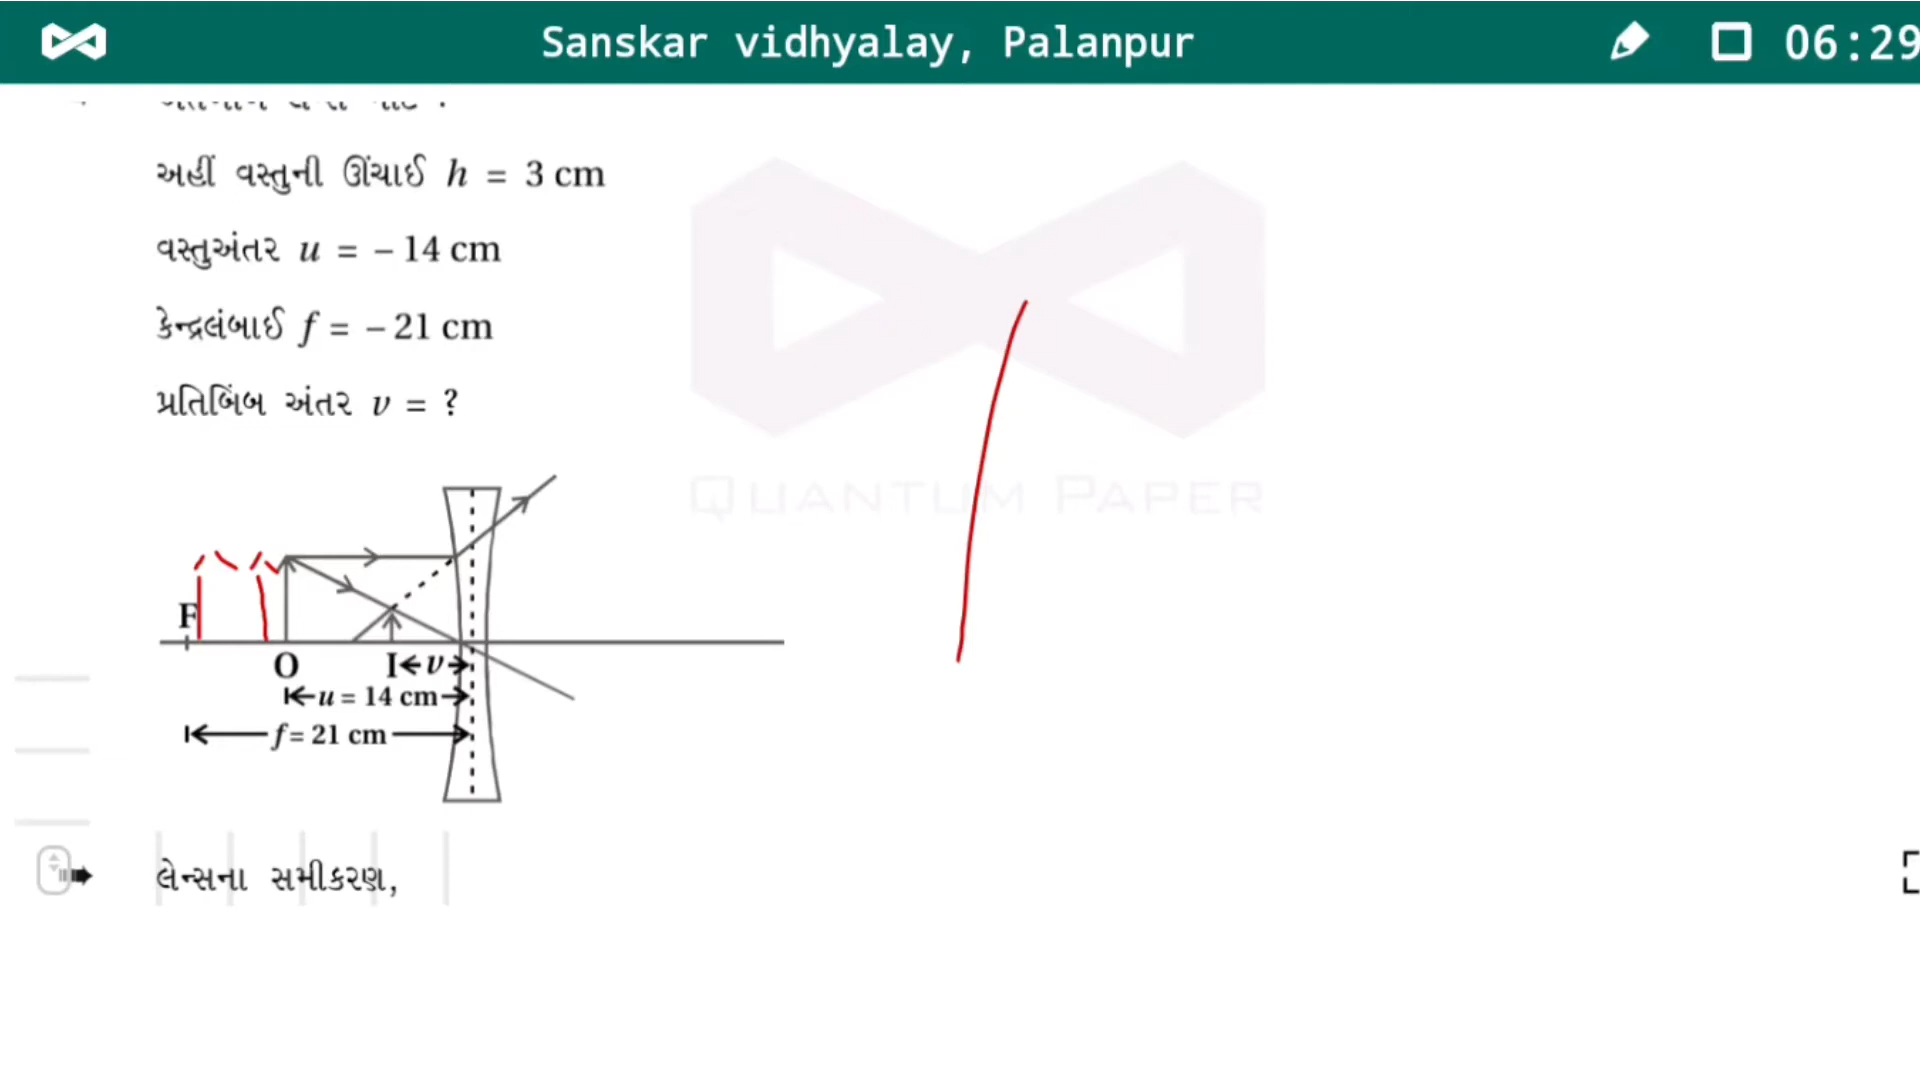 Sanskar vidhyalay, Palanpur
06:29
અહીં વસ્તુની ઊંચાઈ h = 3 cm
વસ્તુઅંતર u = – 14 cm
કેન્દ્રલંબાઈ f = – 21 cm
પ્રતિબિંબ અંતર v = ?
QUANTUM PAPER
F
O I v
u = 14 cm
f = 21 cm
લેન્સના સમીકરણ,